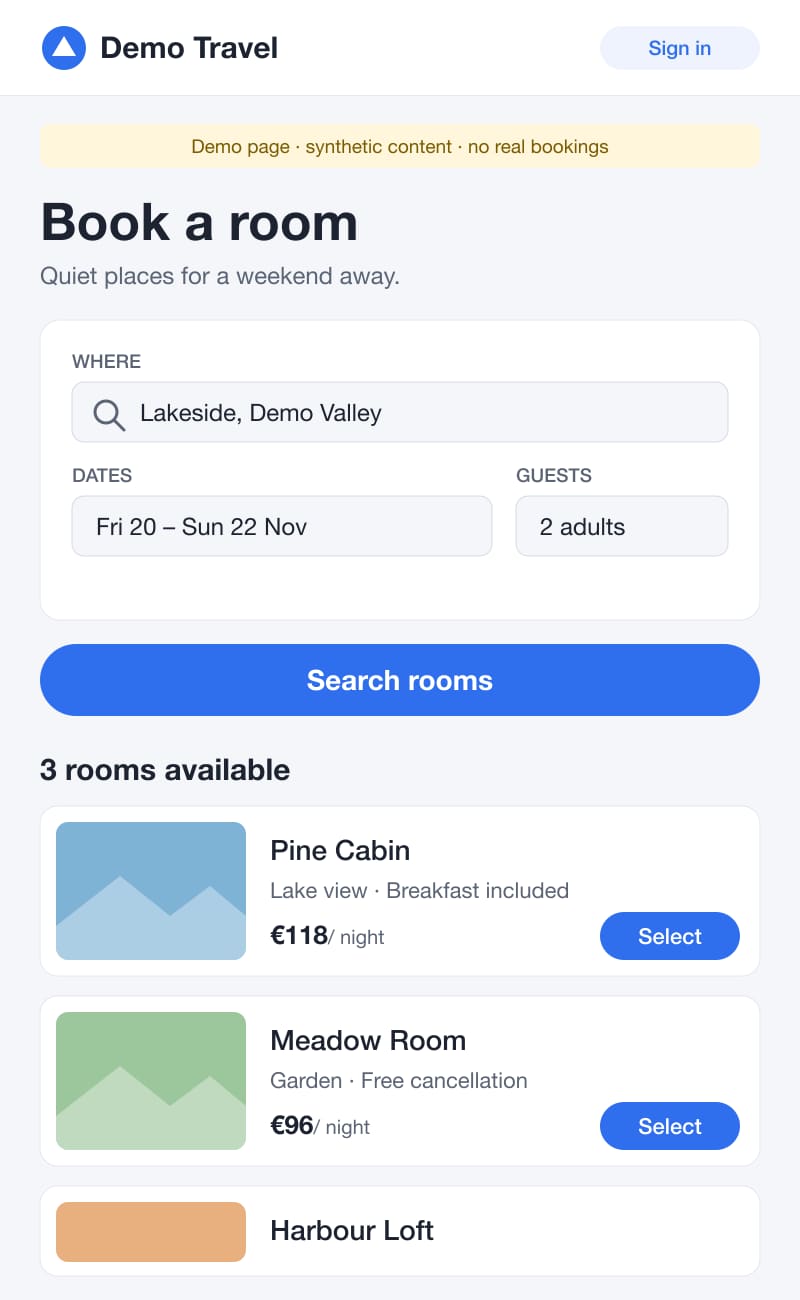 Demo Travel
Sign in
Demo page · synthetic content · no real bookings
Book a room
Quiet places for a weekend away.
WHERE
Lakeside, Demo Valley
DATES
GUESTS
Fri 20 – Sun 22 Nov
2 adults
Search rooms
3 rooms available
Pine Cabin
Lake view · Breakfast included
€118/ night
Select
Meadow Room
Garden · Free cancellation
€96/ night
Select
Harbour Loft